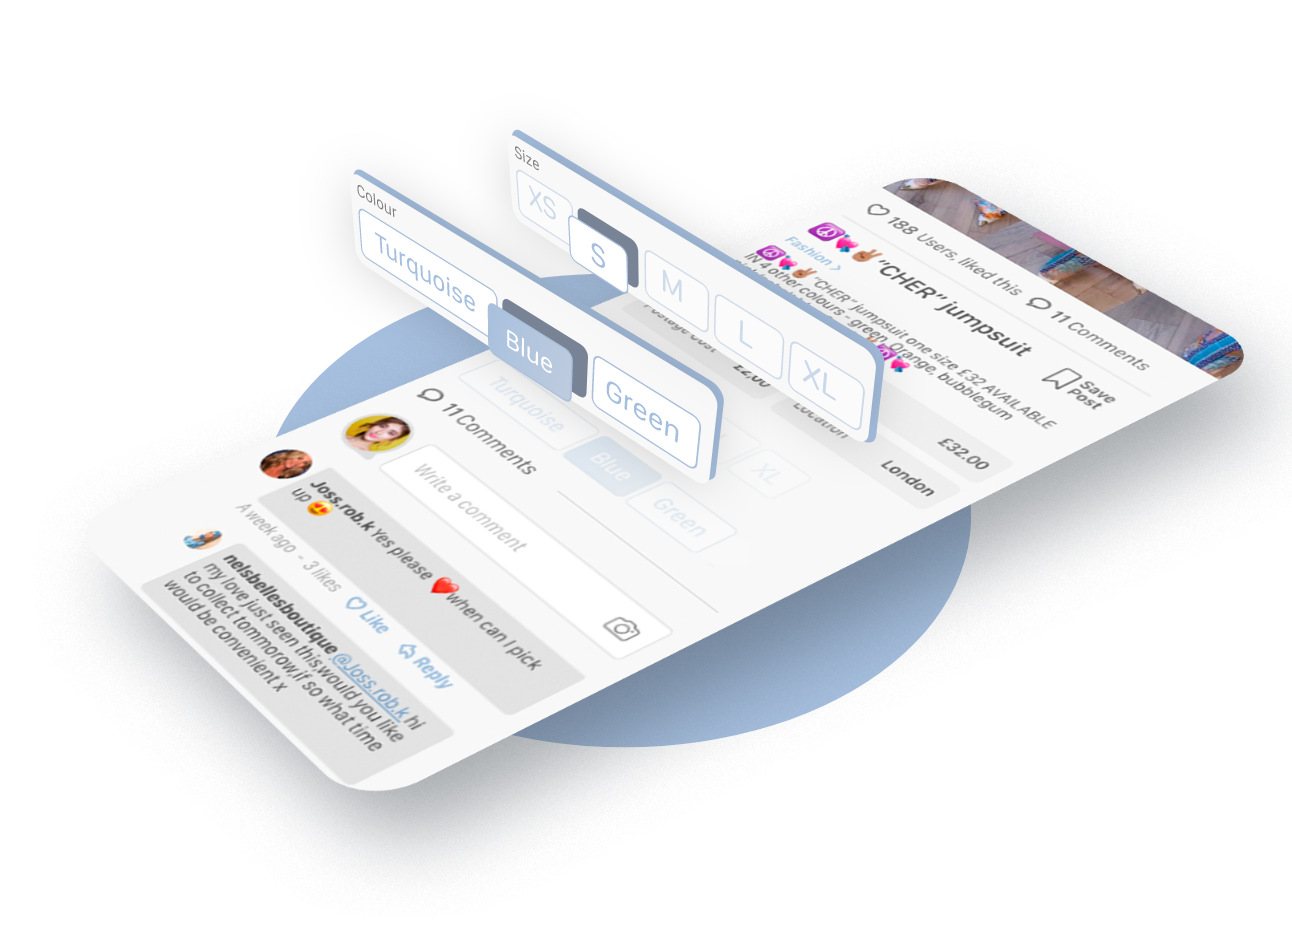 Size
XS
S
M
L
XL
Colour
Turquoise
Blue
Green
188 Users, liked this
11 Comments
"CHER" jumpsuit
Save
Post
Fashion >
"CHER" jumpsuit one size £32 AVAILABLE
IN 4 other colours - green, Orange, bubblegum
£32.00
Postage Cost
£2.00
Location
London
XL
Turquoise
Blue
Green
11 Comments
Write a comment
Joss.rob.k Yes please ❤️ when can I pick
up 😍
A week ago - 3 likes
Like
Reply
nelsbellesboutique @Joss.rob.k hi
my love just seen this,would you like
to collect tommorow,if so what time
would be convenient x